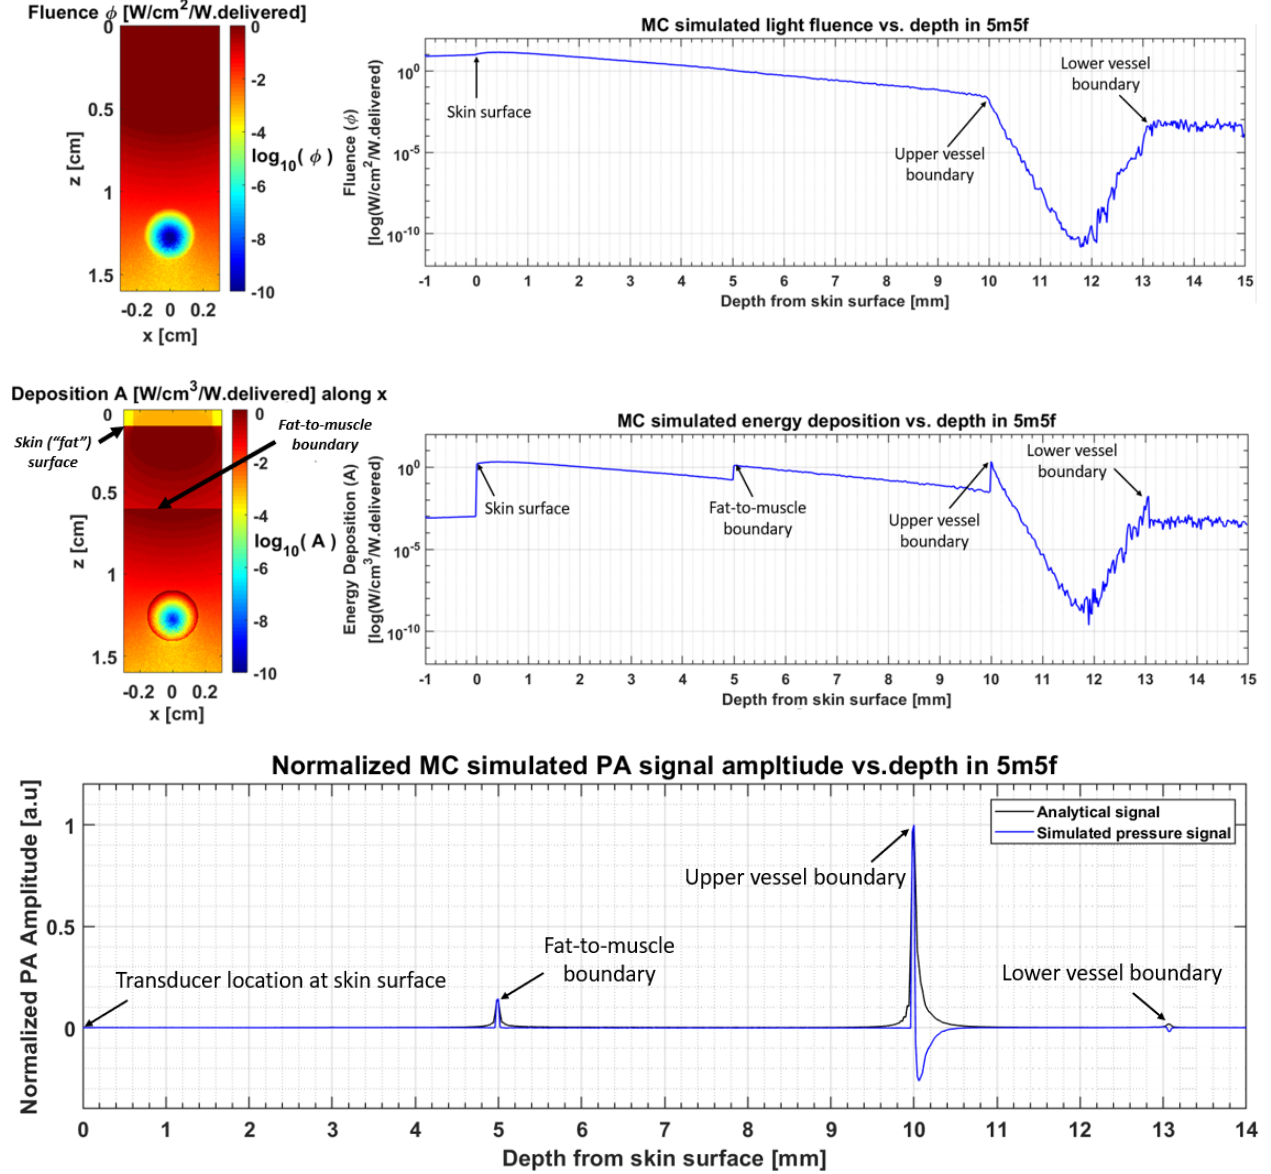 Fluence ϕ [W/cm2/W.delivered]
0
0.5
1
1.5
z [cm]
-0.2 0 0.2
x [cm]
0
-2
-4
-6
-8
-10
log10( ϕ )
MC simulated light fluence vs. depth in 5m5f
Fluence (ϕ)
[log(W/cm2/W.delivered)
10^0
10^-5
10^-10
Skin surface
Upper vessel
boundary
Lower vessel
boundary
-1 0 1 2 3 4 5 6 7 8 9 10 11 12 13 14 15
Depth from skin surface [mm]
Deposition A [W/cm3/W.delivered] along x
0
0.5
1
1.5
z [cm]
-0.2 0 0.2
x [cm]
Skin (“fat”)
surface
Fat-to-muscle
boundary
0
-2
-4
-6
-8
-10
log10( A )
MC simulated energy deposition vs. depth in 5m5f
Energy Deposition (A)
[log(W/cm3/W.delivered)
10^0
10^-5
10^-10
Skin surface
Fat-to-muscle
boundary
Upper vessel
boundary
Lower vessel
boundary
-1 0 1 2 3 4 5 6 7 8 9 10 11 12 13 14 15
Depth from skin surface [mm]
Normalized MC simulated PA signal ampltiude vs.depth in 5m5f
Normalized PA Amplitude [a.u]
1
0.5
0
Analytical signal
Simulated pressure signal
Transducer location at skin surface
Fat-to-muscle
boundary
Upper vessel boundary
Lower vessel boundary
0 1 2 3 4 5 6 7 8 9 10 11 12 13 14
Depth from skin surface [mm]